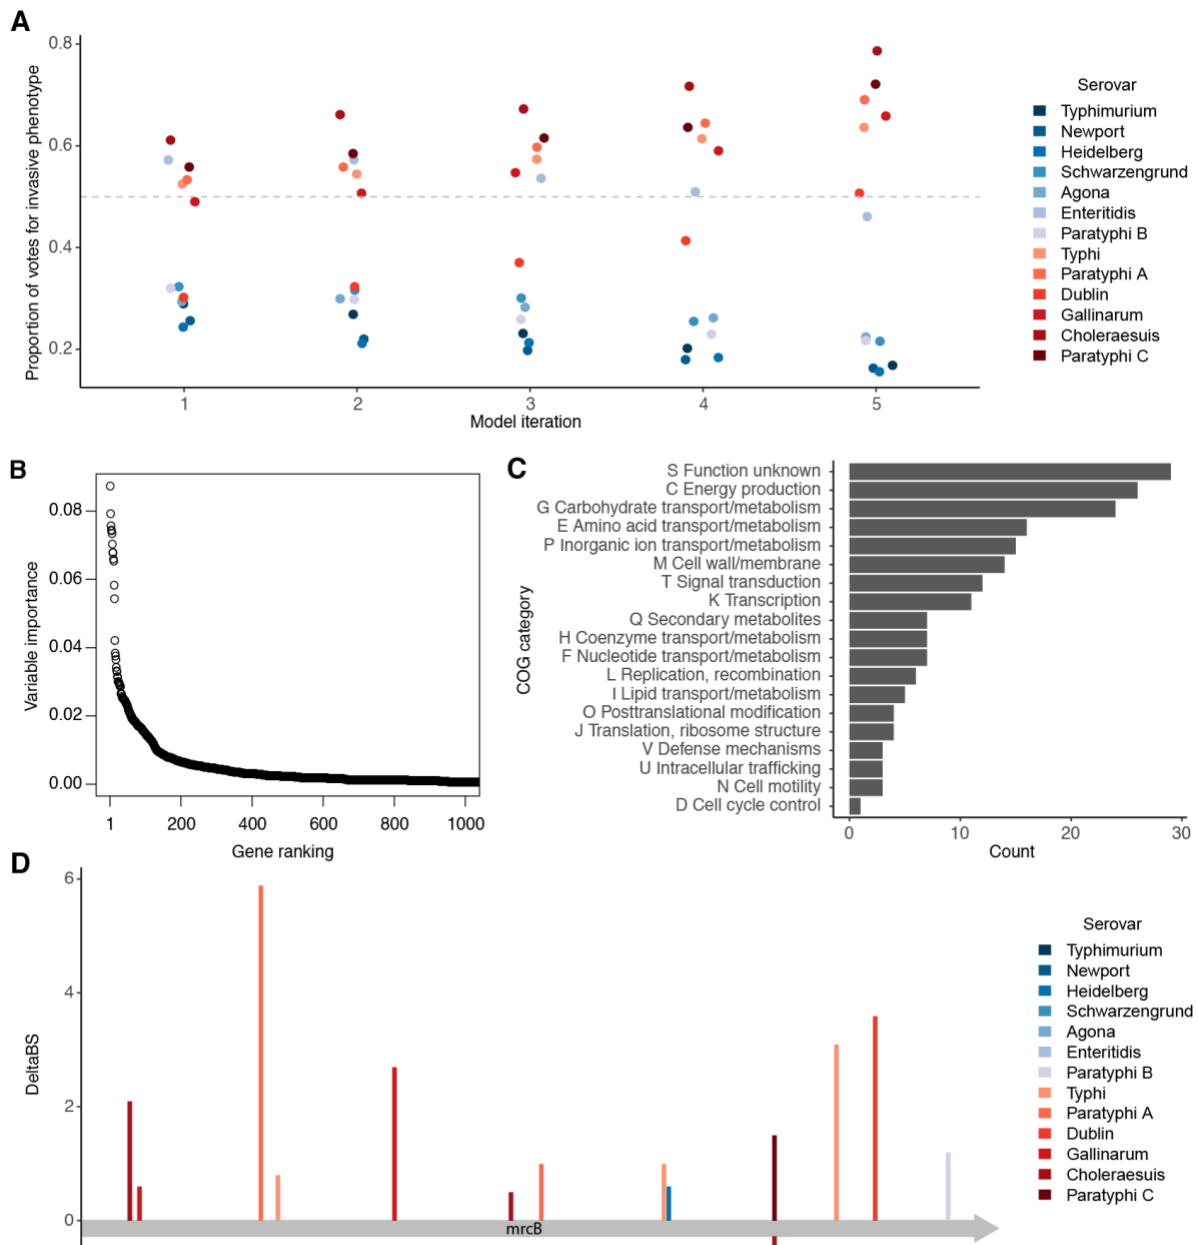 A
Proportion of votes for invasive phenotype
0.8
0.6
0.4
0.2
1 2 3 4 5
Model iteration
Serovar
Typhimurium
Newport
Heidelberg
Schwarzengrund
Agona
Enteritidis
Paratyphi B
Typhi
Paratyphi A
Dublin
Gallinarum
Choleraesuis
Paratyphi C
B
Variable importance
0.08
0.06
0.04
0.02
0.00
1 200 400 600 800 1000
Gene ranking
C
COG category
S Function unknown
C Energy production
G Carbohydrate transport/metabolism
E Amino acid transport/metabolism
P Inorganic ion transport/metabolism
M Cell wall/membrane
T Signal transduction
K Transcription
Q Secondary metabolites
H Coenzyme transport/metabolism
F Nucleotide transport/metabolism
L Replication, recombination
I Lipid transport/metabolism
O Posttranslational modification
J Translation, ribosome structure
V Defense mechanisms
U Intracellular trafficking
N Cell motility
D Cell cycle control
0 10 20 30
Count
D
DeltaBS
6
4
2
0
mrcB
Serovar
Typhimurium
Newport
Heidelberg
Schwarzengrund
Agona
Enteritidis
Paratyphi B
Typhi
Paratyphi A
Dublin
Gallinarum
Choleraesuis
Paratyphi C